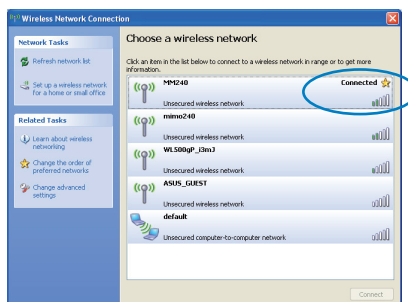 Wireless Network Connection
Network Tasks
Refresh network list
Set up a wireless network
for a home or small office
Related Tasks
Learn about wireless
networking
Change the order of
preferred networks
Change advanced
settings
Choose a wireless network
Click an item in the list below to connect to a wireless network in range or to get more
information.
MM240
Connected
Unsecured wireless network
mimo240
Unsecured wireless network
WL500gP_i3mJ
Unsecured wireless network
ASUS_GUEST
Unsecured wireless network
default
Unsecured computer-to-computer network
Connect